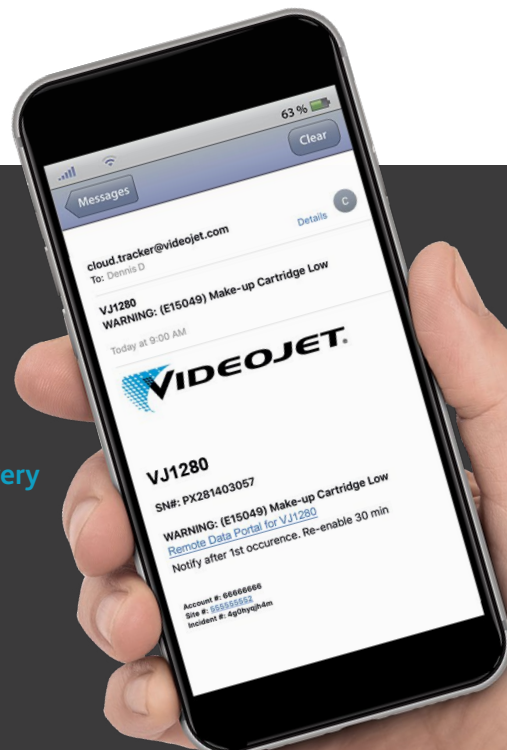 63 %
Messages
Clear
cloud.tracker@videojet.com
To: Dennis D
Details
C
VJ1280
WARNING: (E15049) Make-up Cartridge Low
Today at 9:00 AM
VIDEOJET.
ery
VJ1280
SN#: PX281403057
WARNING: (E15049) Make-up Cartridge Low
Remote Data Portal for VJ1280
Notify after 1st occurence. Re-enable 30 min
Account #: 66666666
Site #: 555555552
Incident #: 4g0hyqjh4m